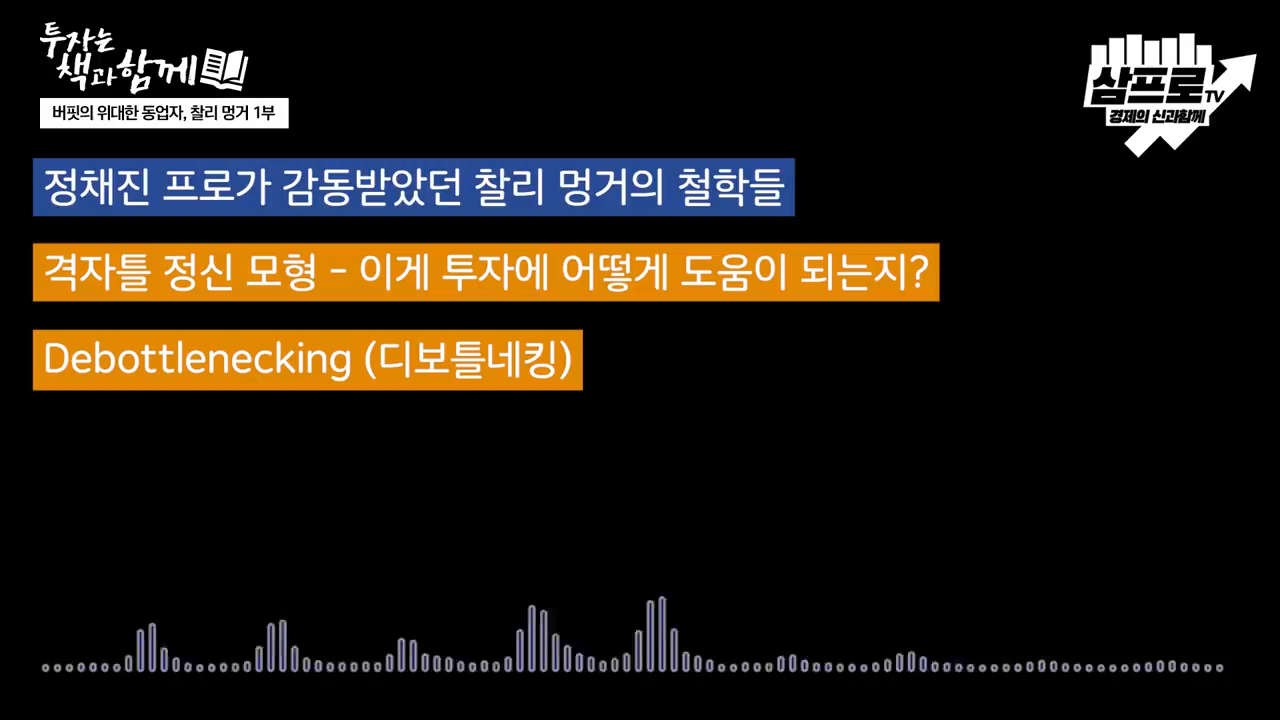 투자는
책과함께
버핏의 위대한 동업자, 찰리 멍거 1부
삼프로TV
경제의 신과함께
정채진 프로가 감동받았던 찰리 멍거의 철학들
격자틀 정신 모형 - 이게 투자에 어떻게 도움이 되는지?
Debottlenecking (디보틀네킹)